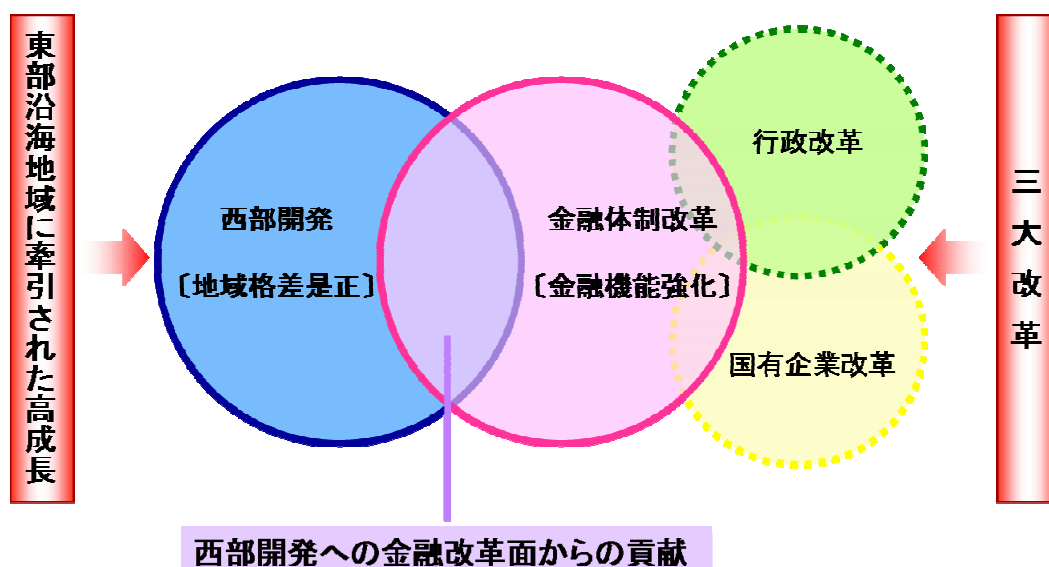 東部沿海地域に牽引された高成長
西部開発
〔地域格差是正〕
金融体制改革
〔金融機能強化〕
行政改革
国有企業改革
三大改革
西部開発への金融改革面からの貢献